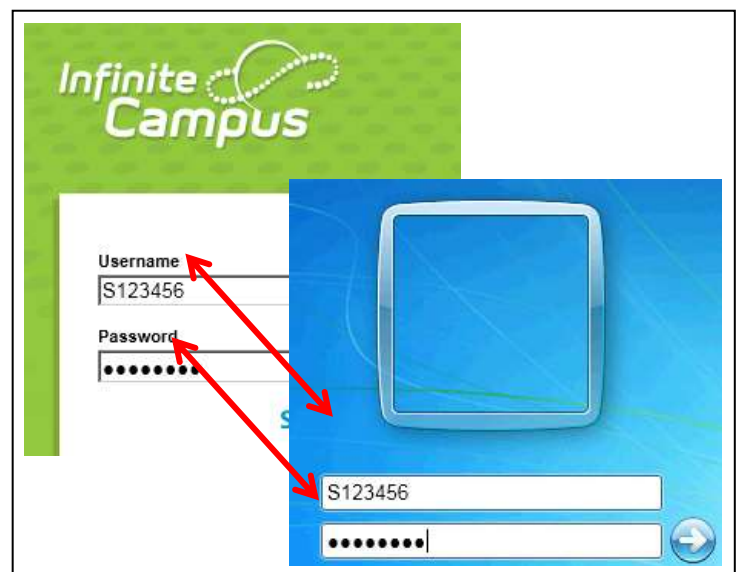 Infinite
Campus
Username
S123456
Password
••••••••
S
S123456
••••••••